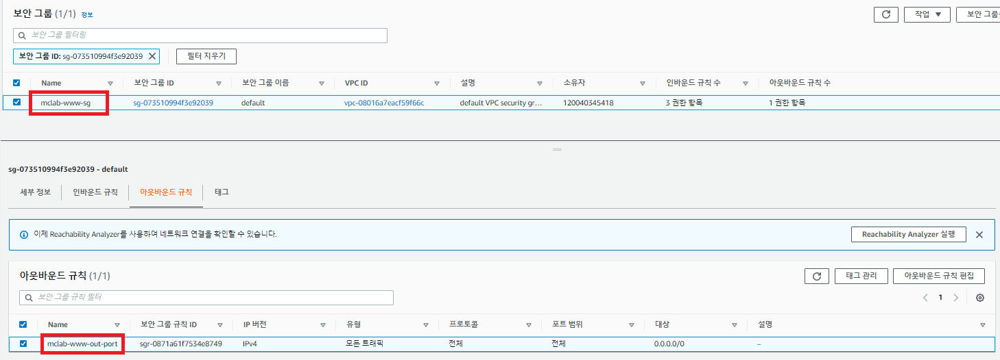 보안 그룹 (1/1) 정보
작업 보안 그룹
보안 그룹 필터링
보안 그룹 ID: sg-073510994f3e92039 필터 지우기
Name 보안 그룹 ID 보안 그룹 이름 VPC ID 설명 소유자 인바운드 규칙 수 아웃바운드 규칙 수
mclab-www-sg sg-073510994f3e92039 default vpc-08016a7eacf59f66c default VPC security gr... 120040345418 3 권한 항목 1 권한 항목
sg-073510994f3e92039 - default
세부 정보 인바운드 규칙 아웃바운드 규칙 태그
이제 Reachability Analyzer를 사용하여 네트워크 연결을 확인할 수 있습니다. Reachability Analyzer 실행
아웃바운드 규칙 (1/1) 태그 관리 아웃바운드 규칙 편집
보안 그룹 규칙 필터 1
Name 보안 그룹 규칙 ID IP 버전 유형 프로토콜 포트 범위 대상 설명
mclab-www-out-port sgr-0871a61f7534e8749 IPv4 모든 트래픽 전체 전체 0.0.0.0/0 –